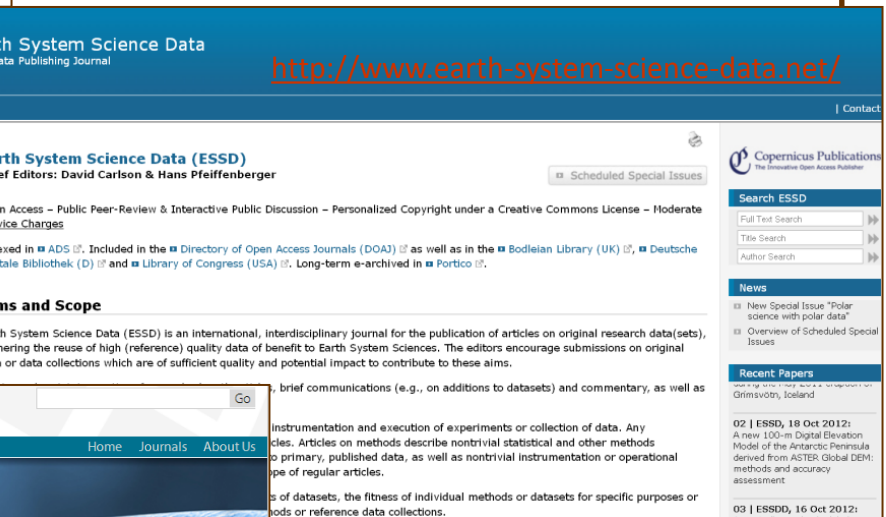 th System Science Data
ata Publishing Journal
http://www.earth-system-science-data.net/
| Contact
rth System Science Data (ESSD)
ef Editors: David Carlson & Hans Pfeiffenberger
Scheduled Special Issues
n Access – Public Peer-Review & Interactive Public Discussion – Personalized Copyright under a Creative Commons License – Moderate
vice Charges
exed in ADS. Included in the Directory of Open Access Journals (DOAJ) as well as in the Bodleian Library (UK), Deutsche
tale Bibliothek (D) and Library of Congress (USA). Long-term e-archived in Portico.
ms and Scope
h System Science Data (ESSD) is an international, interdisciplinary journal for the publication of articles on original research data(sets),
hering the reuse of high (reference) quality data of benefit to Earth System Sciences. The editors encourage submissions on original
or data collections which are of sufficient quality and potential impact to contribute to these aims.
, brief communications (e.g., on additions to datasets) and commentary, as well as
instrumentation and execution of experiments or collection of data. Any
cles. Articles on methods describe nontrivial statistical and other methods
o primary, published data, as well as nontrivial instrumentation or operational
ope of regular articles.
s of datasets, the fitness of individual methods or datasets for specific purposes or
hods or reference data collections.
Go
Home Journals About Us
Copernicus Publications
The Innovative Open Access Publisher
Search ESSD
Full Text Search
Title Search
Author Search
News
New Special Issue "Polar
science with polar data"
Overview of Scheduled Special
Issues
Recent Papers
during the May 2011 eruption of
Grimsvötn, Iceland
02 | ESSD, 18 Oct 2012:
A new 100-m Digital Elevation
Model of the Antarctic Peninsula
derived from ASTER Global DEM:
methods and accuracy
assessment
03 | ESSDD, 16 Oct 2012: